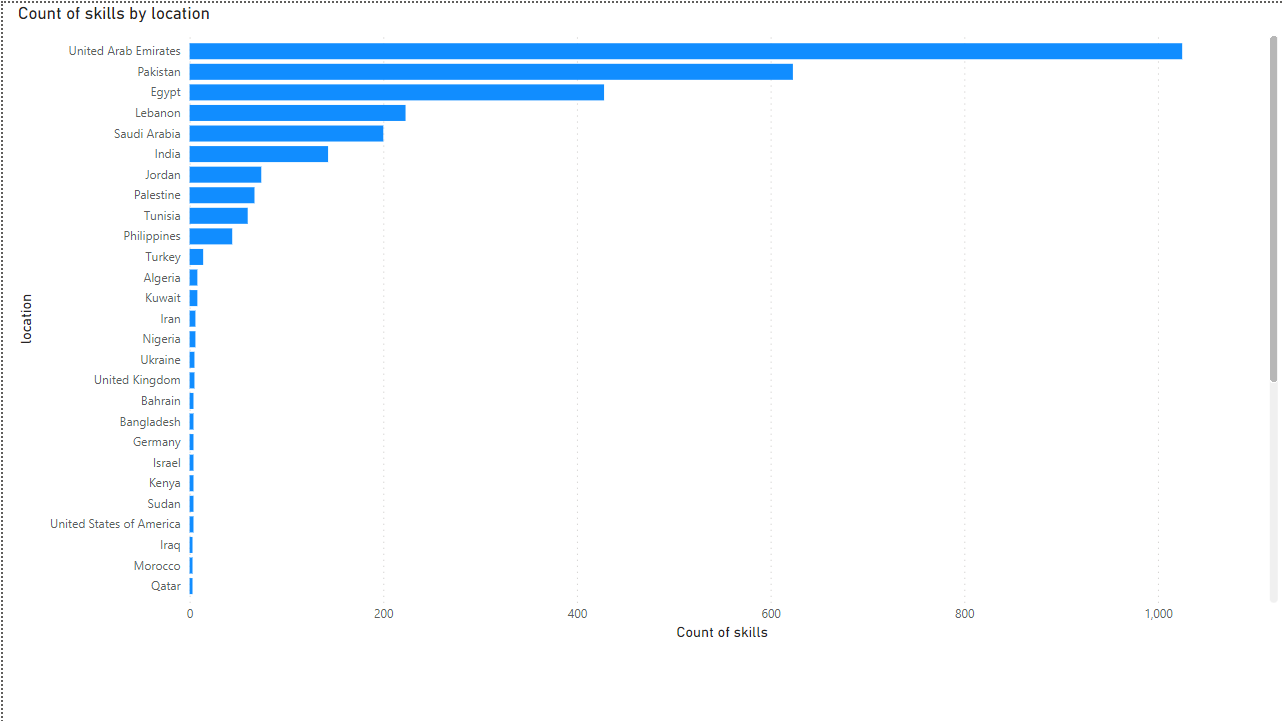 Count of skills by location
United Arab Emirates
Pakistan
Egypt
Lebanon
Saudi Arabia
India
Jordan
Palestine
Tunisia
Philippines
Turkey
Algeria
Kuwait
Iran
Nigeria
Ukraine
United Kingdom
Bahrain
Bangladesh
Germany
Israel
Kenya
Sudan
United States of America
Iraq
Morocco
Qatar
location
0 200 400 600 800 1,000
Count of skills